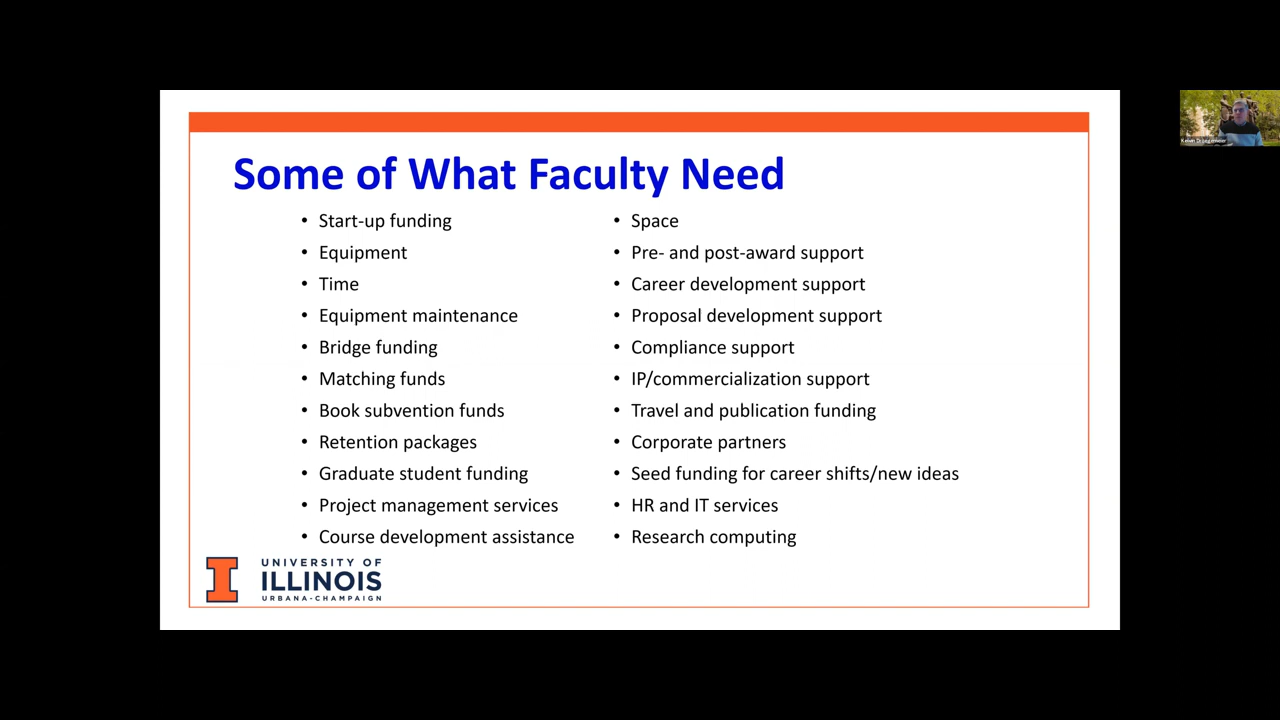 Some of What Faculty Need
• Start-up funding
• Equipment
• Time
• Equipment maintenance
• Bridge funding
• Matching funds
• Book subvention funds
• Retention packages
• Graduate student funding
• Project management services
• Course development assistance
• Space
• Pre- and post-award support
• Career development support
• Proposal development support
• Compliance support
• IP/commercialization support
• Travel and publication funding
• Corporate partners
• Seed funding for career shifts/new ideas
• HR and IT services
• Research computing
UNIVERSITY OF
ILLINOIS
URBANA-CHAMPAIGN
Kelvin Droegemeier